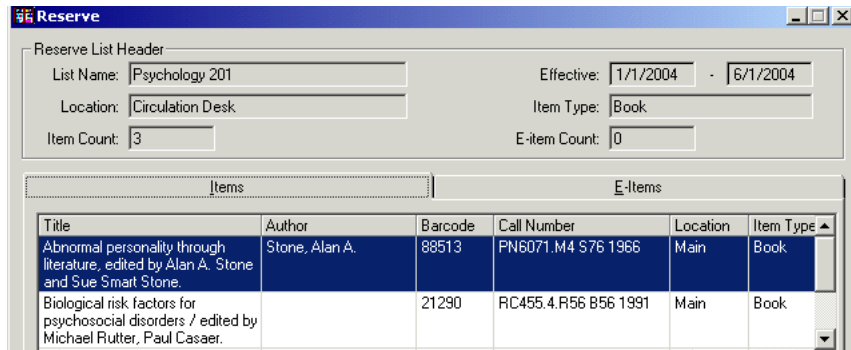 Reserve
Reserve List Header
List Name: Psychology 201 Effective: 1/1/2004 - 6/1/2004
Location: Circulation Desk Item Type: Book
Item Count: 3 E-item Count: 0
Items E-Items
Title Author Barcode Call Number Location Item Type
Abnormal personality through Stone, Alan A. 88513 PN6071.M4 S76 1966 Main Book
literature, edited by Alan A. Stone
and Sue Smart Stone.
Biological risk factors for 21290 RC455.4.R56 B56 1991 Main Book
psychosocial disorders / edited by
Michael Rutter, Paul Casaer.